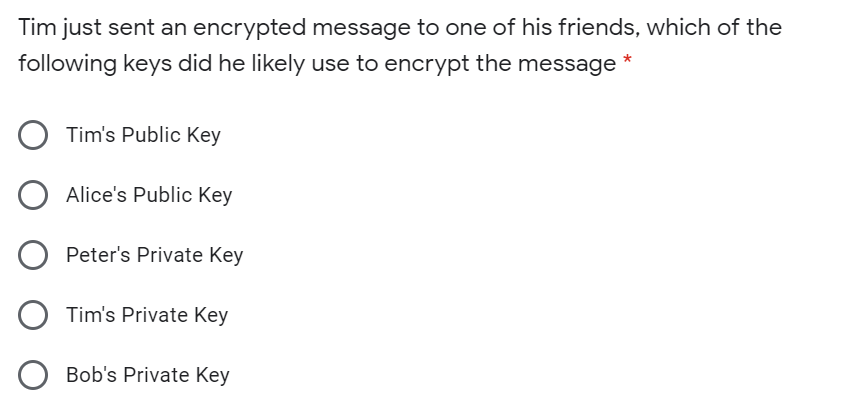 Tim just sent an encrypted message to one of his friends, which of the
following keys did he likely use to encrypt the message *
Tim's Public Key
Alice's Public Key
Peter's Private Key
Tim's Private Key
Bob's Private Key